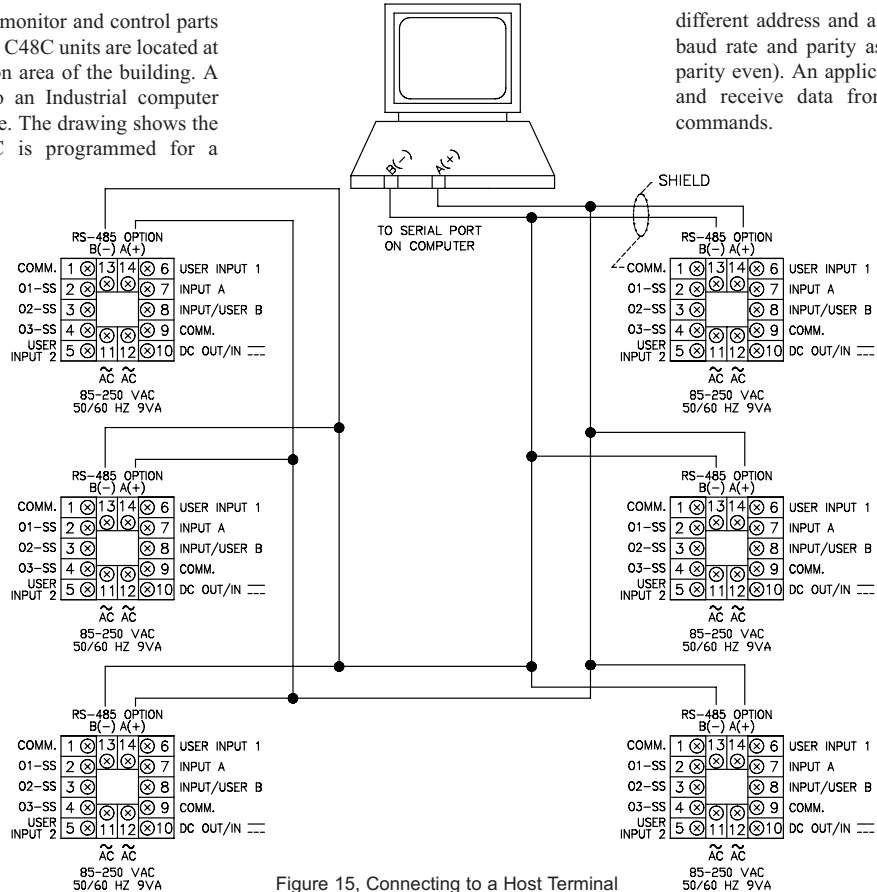 monitor and control parts
C48C units are located at
on area of the building. A
o an Industrial computer
e. The drawing shows the
C is programmed for a
different address and a
baud rate and parity as
parity even). An applic
and receive data from
commands.
B(-) A(+)
TO SERIAL PORT
ON COMPUTER
SHIELD
RS-485 OPTION
B(-) A(+)
COMM. 1 13 14 6 USER INPUT 1
O1-SS 2 7 INPUT A
O2-SS 3 8 INPUT/USER B
O3-SS 4 9 COMM.
USER INPUT 2 5 11 12 10 DC OUT/IN
AC AC
85-250 VAC
50/60 HZ 9VA
RS-485 OPTION
B(-) A(+)
COMM. 1 13 14 6 USER INPUT 1
O1-SS 2 7 INPUT A
O2-SS 3 8 INPUT/USER B
O3-SS 4 9 COMM.
USER INPUT 2 5 11 12 10 DC OUT/IN
AC AC
85-250 VAC
50/60 HZ 9VA
RS-485 OPTION
B(-) A(+)
COMM. 1 13 14 6 USER INPUT 1
O1-SS 2 7 INPUT A
O2-SS 3 8 INPUT/USER B
O3-SS 4 9 COMM.
USER INPUT 2 5 11 12 10 DC OUT/IN
AC AC
85-250 VAC
50/60 HZ 9VA
RS-485 OPTION
B(-) A(+)
COMM. 1 13 14 6 USER INPUT 1
O1-SS 2 7 INPUT A
O2-SS 3 8 INPUT/USER B
O3-SS 4 9 COMM.
USER INPUT 2 5 11 12 10 DC OUT/IN
AC AC
85-250 VAC
50/60 HZ 9VA
RS-485 OPTION
B(-) A(+)
COMM. 1 13 14 6 USER INPUT 1
O1-SS 2 7 INPUT A
O2-SS 3 8 INPUT/USER B
O3-SS 4 9 COMM.
USER INPUT 2 5 11 12 10 DC OUT/IN
AC AC
85-250 VAC
50/60 HZ 9VA
RS-485 OPTION
B(-) A(+)
COMM. 1 13 14 6 USER INPUT 1
O1-SS 2 7 INPUT A
O2-SS 3 8 INPUT/USER B
O3-SS 4 9 COMM.
USER INPUT 2 5 11 12 10 DC OUT/IN
AC AC
85-250 VAC
50/60 HZ 9VA
Figure 15, Connecting to a Host Terminal